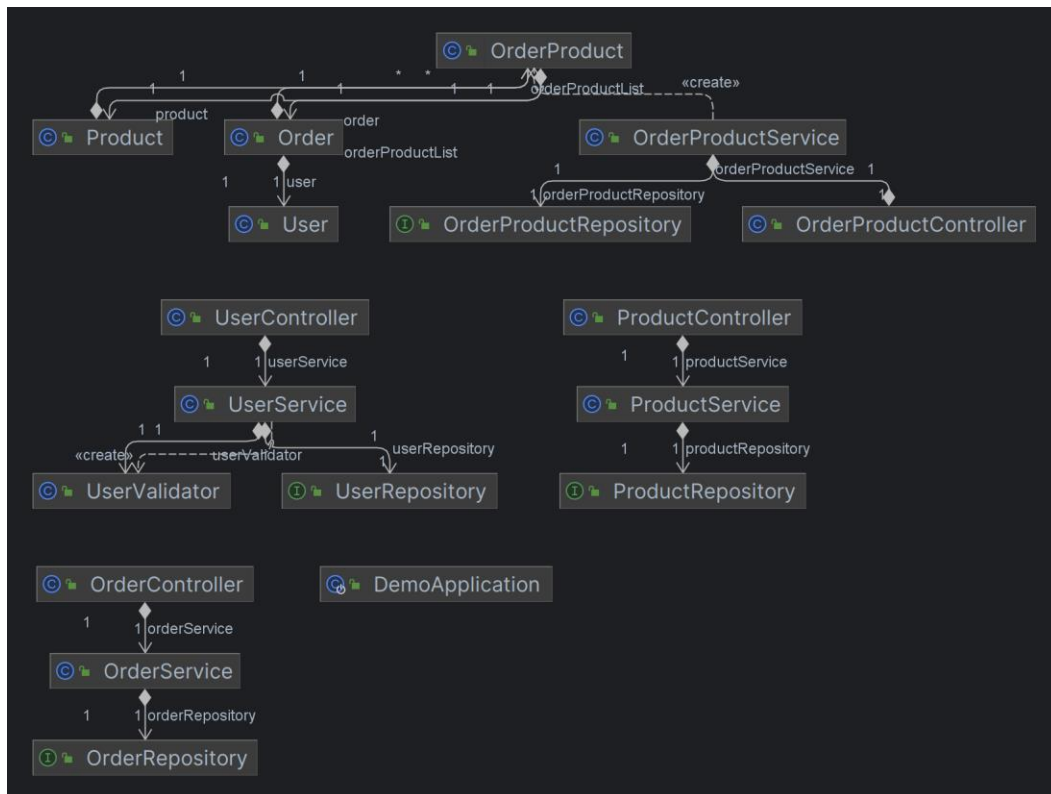 OrderProduct
1 1 * *
1 1 1 1 orderProductList «create»
product
Product
Order
order
orderProductList
OrderProductService
1 1 user
User
1 orderProductService 1
1 orderProductRepository 1
OrderProductRepository
OrderProductController
UserController
ProductController
1 1 userService
1 1 productService
UserService
ProductService
1 1 1
«create» userValidator 1 userRepository
1 1 productRepository
UserValidator
UserRepository
ProductRepository
OrderController
DemoApplication
1 1 orderService
OrderService
1 1 orderRepository
OrderRepository